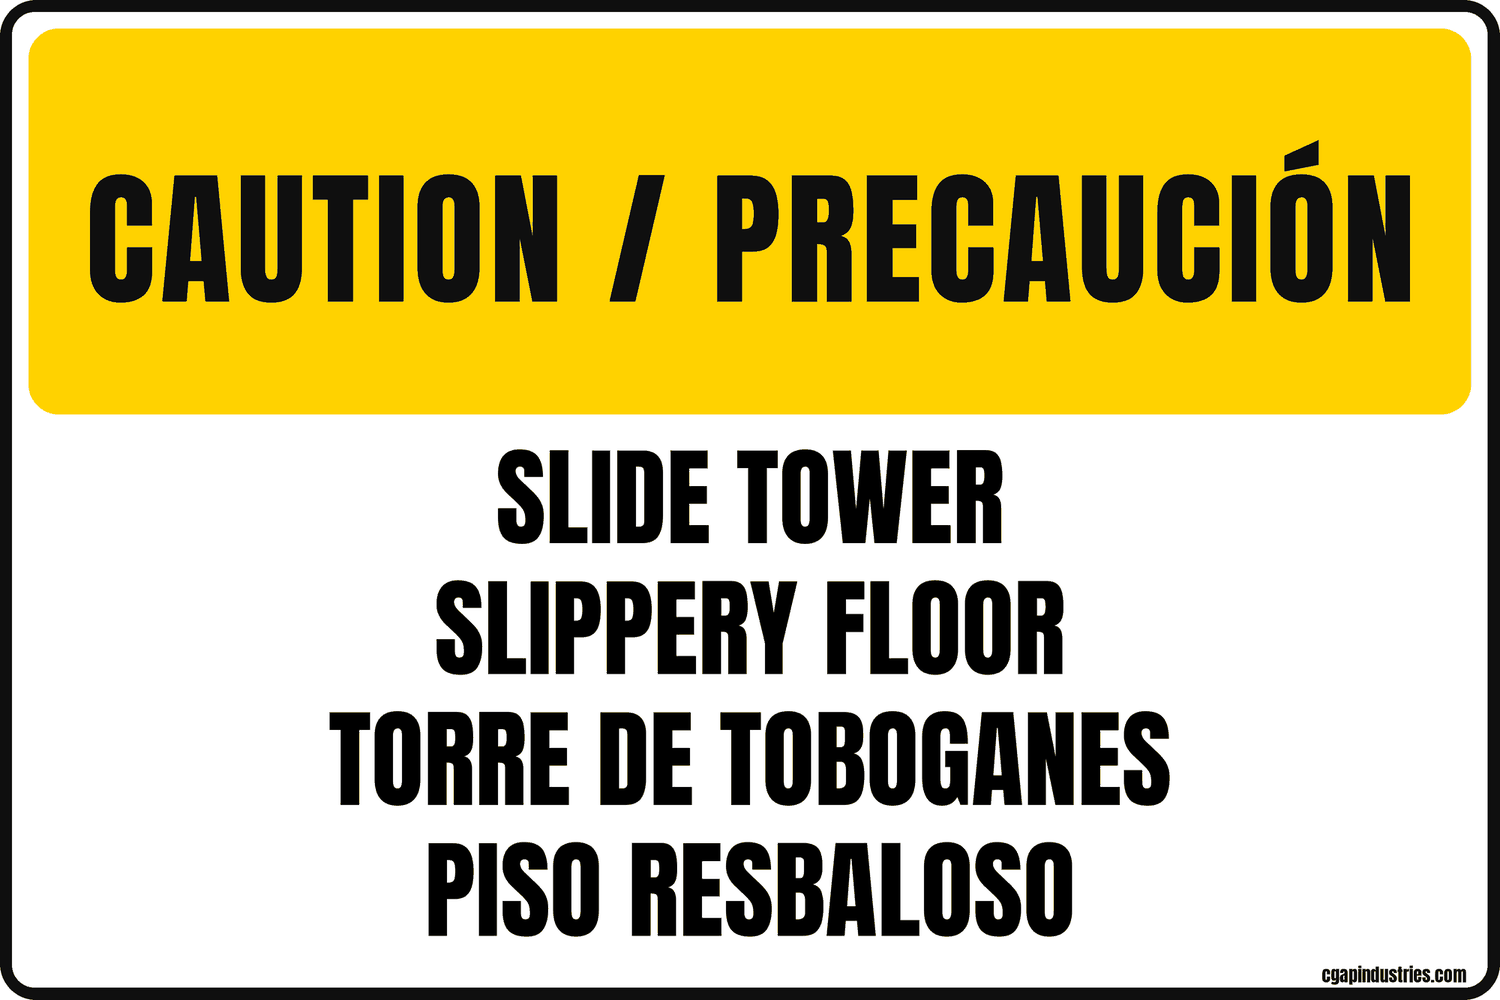 CAUTION / PRECAUCIÓN
SLIDE TOWER
SLIPPERY FLOOR
TORRE DE TOBOGANES
PISO RESBALOSO
cgapindustries.com